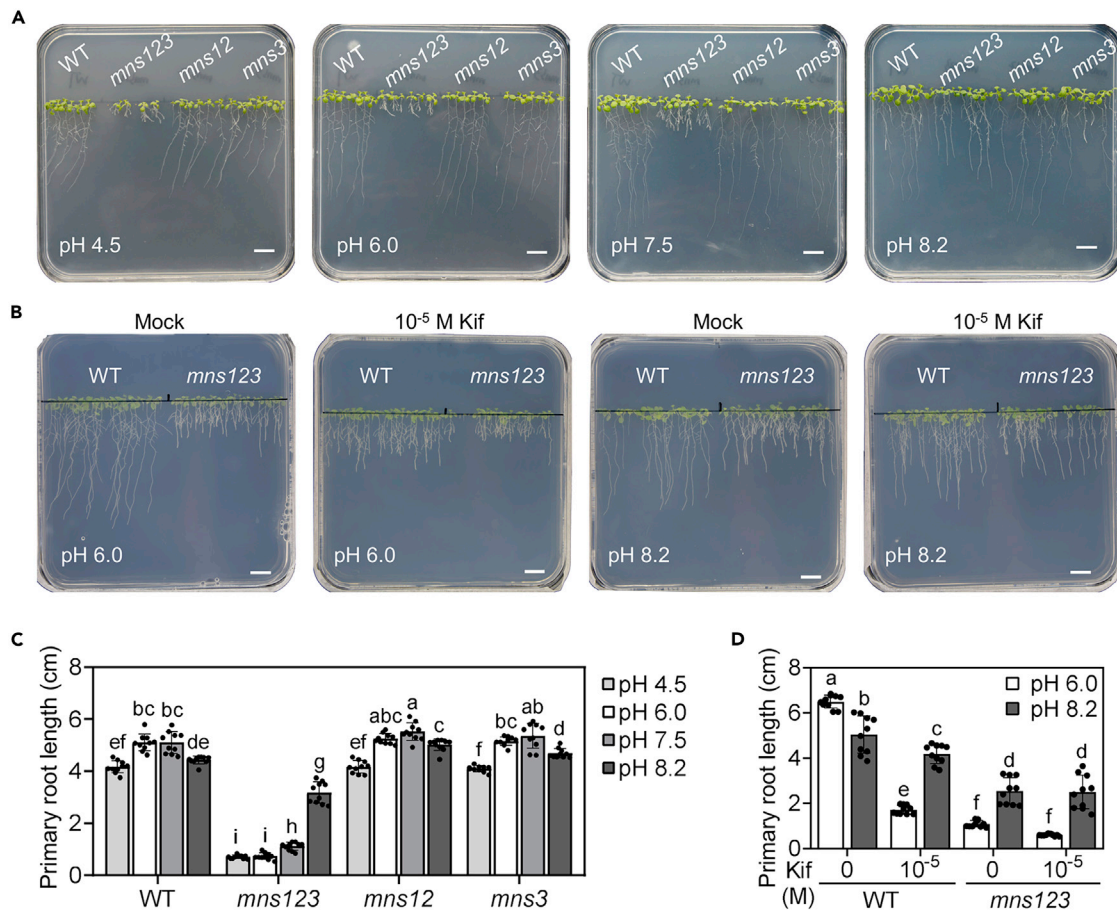 A
WT mns123 mns12 mns3
pH 4.5
WT mns123 mns12 mns3
pH 6.0
WT mns123 mns12 mns3
pH 7.5
WT mns123 mns12 mns3
pH 8.2
B
Mock
WT mns123
pH 6.0
10⁻⁵ M Kif
WT mns123
pH 6.0
Mock
WT mns123
pH 8.2
10⁻⁵ M Kif
WT mns123
pH 8.2
C
Primary root length (cm)
8
6
4
2
0
ef bc bc de
i i h g
ef abc a c
f bc ab d
WT mns123 mns12 mns3
pH 4.5
pH 6.0
pH 7.5
pH 8.2
D
Primary root length (cm)
8
6
4
2
0
a b e c f d f d
pH 6.0
pH 8.2
Kif 0 10⁻⁵ 0 10⁻⁵
(M) WT mns123